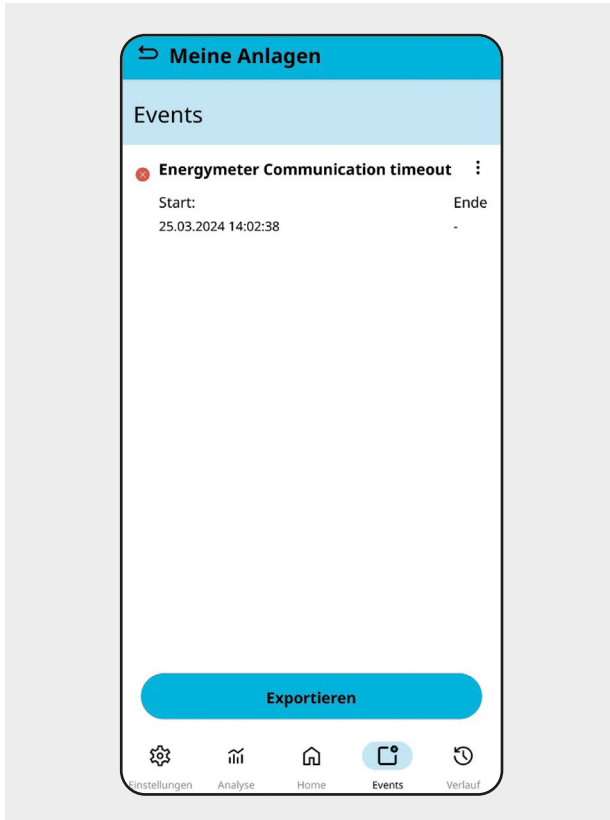 Meine Anlagen
Events
Energymeter Communication timeout
Start: Ende
25.03.2024 14:02:38 -
Exportieren
Einstellungen Analyse Home Events Verlauf